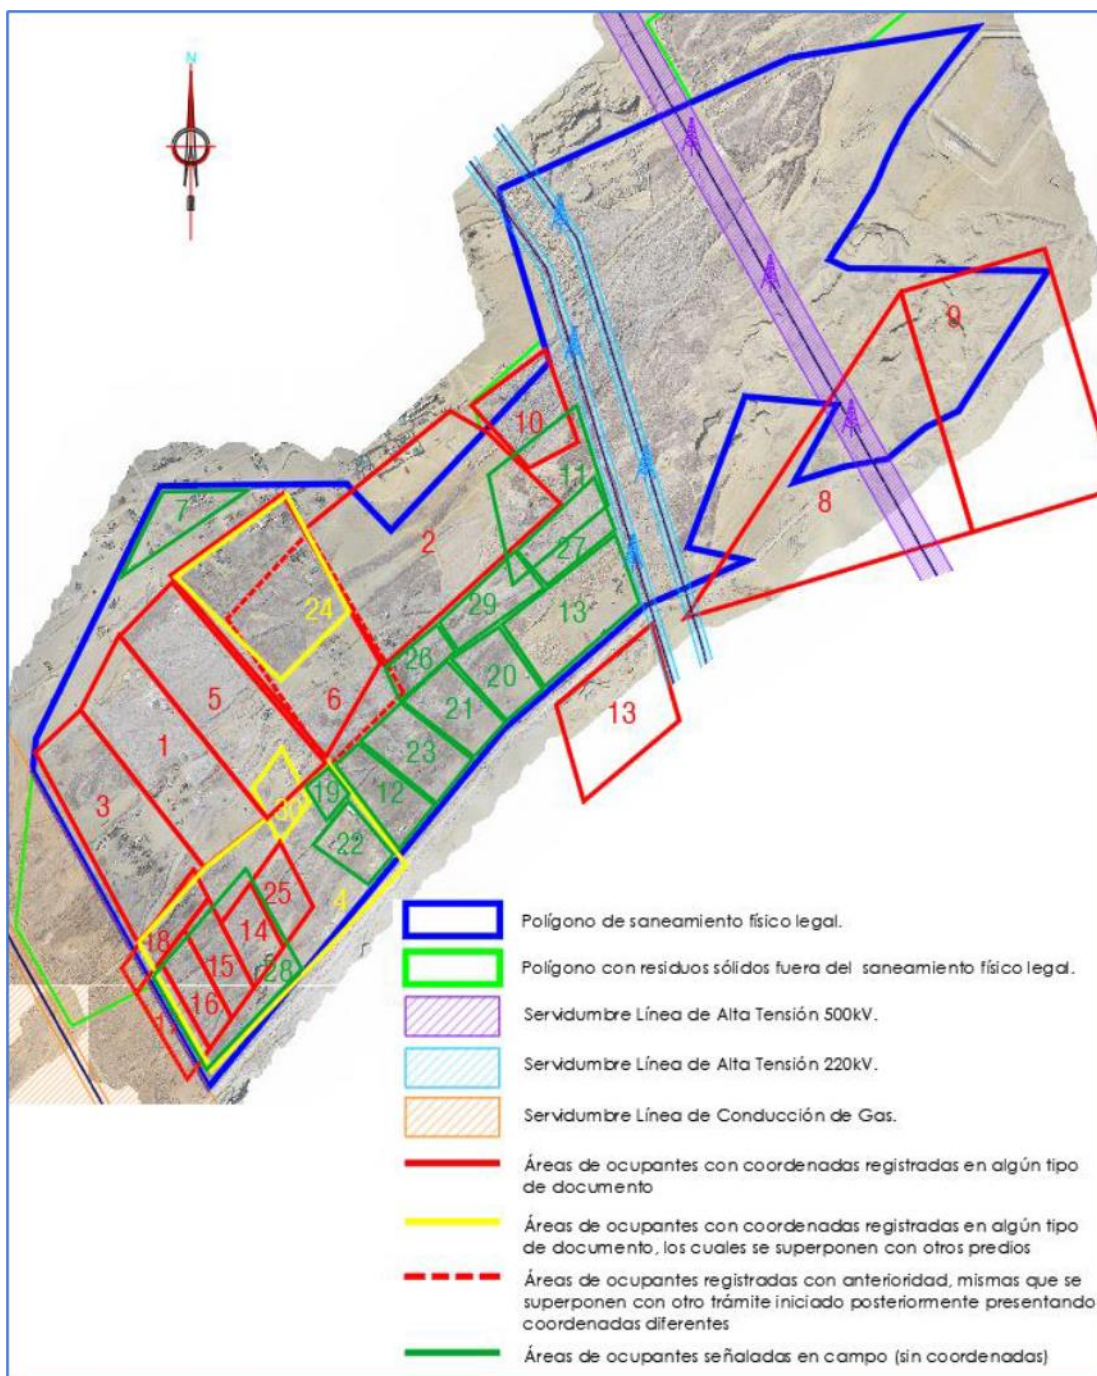 N
9
8
10
11
2
7
27
24
29
13
26
20
5
6
21
1
13
23
3
30
19
12
22
25
4
14
18
15
28
16
17
Polígono de saneamiento físico legal.
Polígono con residuos sólidos fuera del saneamiento físico legal.
Servidumbre Línea de Alta Tensión 500kV.
Servidumbre Línea de Alta Tensión 220kV.
Servidumbre Línea de Conducción de Gas.
Áreas de ocupantes con coordenadas registradas en algún tipo
de documento
Áreas de ocupantes con coordenadas registradas en algún tipo
de documento, los cuales se superponen con otros predios
Áreas de ocupantes registradas con anterioridad, mismas que se
superponen con otro trámite iniciado posteriormente presentando
coordenadas diferentes
Áreas de ocupantes señaladas en campo (sin coordenadas)